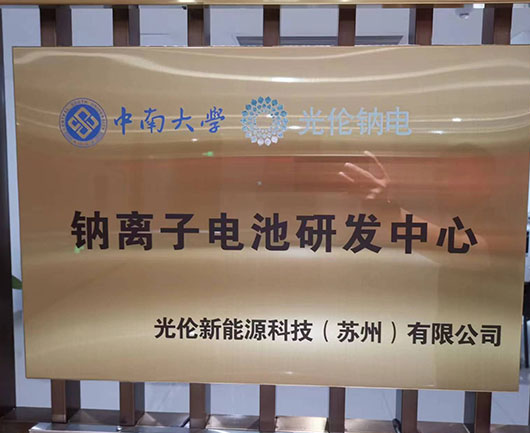 中南大学 光伦钠电
钠离子电池研发中心
光伦新能源科技（苏州）有限公司